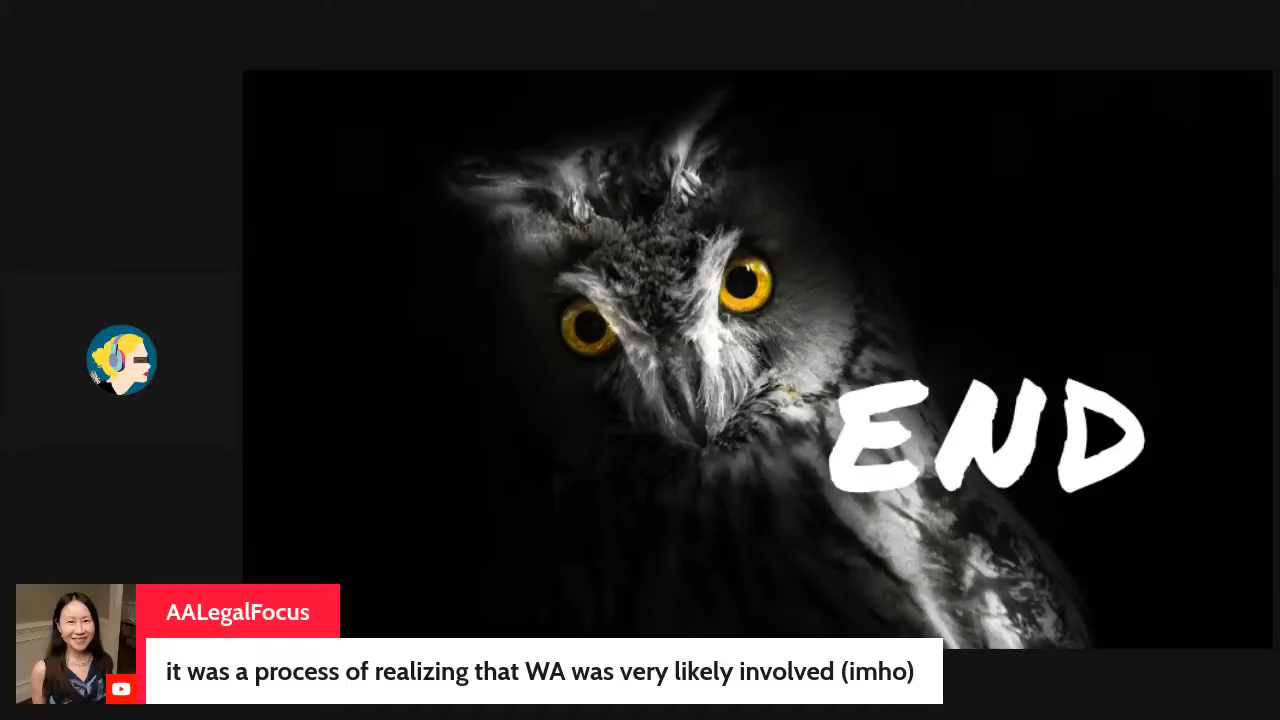 END
AALegalFocus
it was a process of realizing that WA was very likely involved (imho)